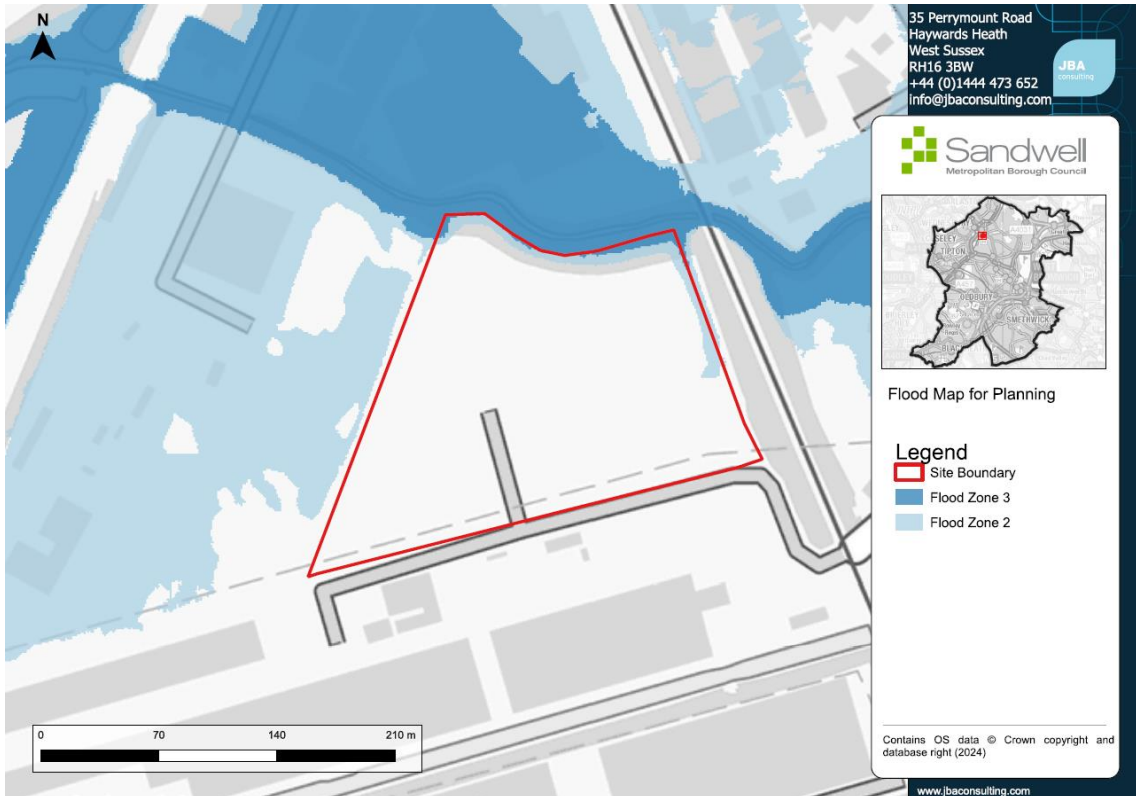 N
35 Perrymount Road
Haywards Heath
West Sussex
RH16 3BW
+44 (0)1444 473 652
info@jbaconsulting.com
JBA
consulting
Sandwell
Metropolitan Borough Council
TIPTON
OLDBURY
SMETHWICK
Flood Map for Planning
Legend
Site Boundary
Flood Zone 3
Flood Zone 2
0 70 140 210 m
Contains OS data © Crown copyright and
database right (2024)
www.jbaconsulting.com